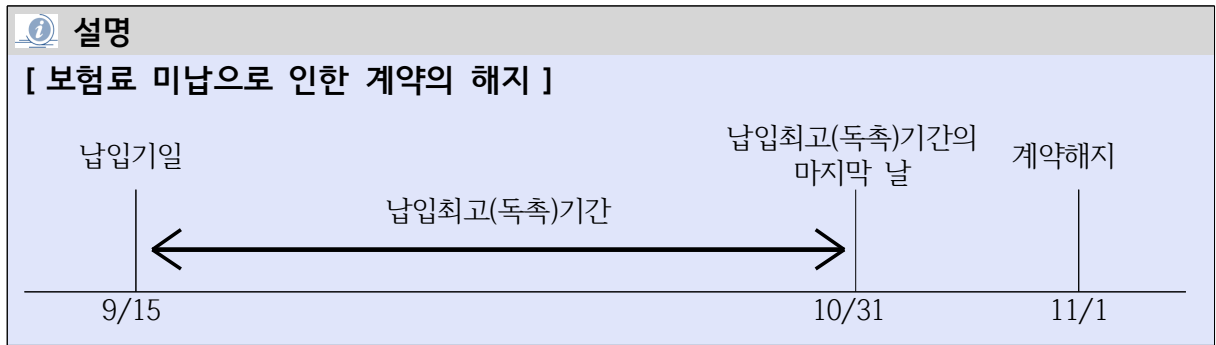 설명
[ 보험료 미납으로 인한 계약의 해지 ]
납입기일
납입최고(독촉)기간
납입최고(독촉)기간의
마지막 날
계약해지
9/15
10/31
11/1